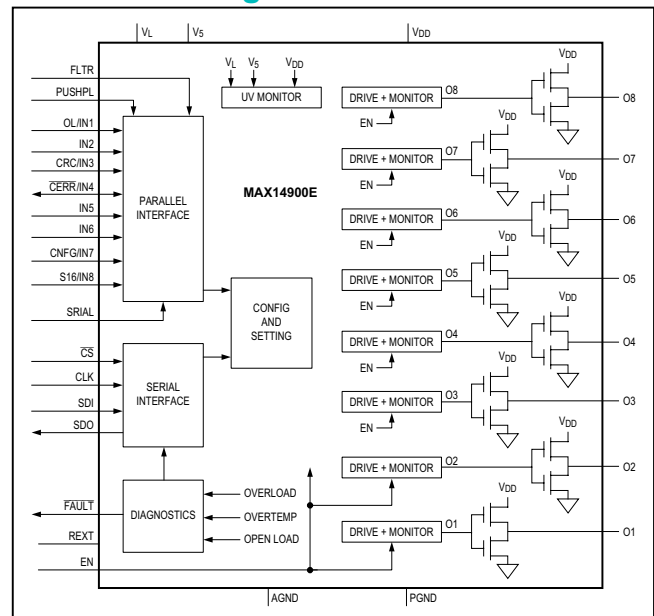 VL
V5
VDD
FLTR
PUSHPL
OL/IN1
IN2
CRC/IN3
CERR/IN4
IN5
IN6
CNFG/IN7
S16/IN8
SRIAL
CS
CLK
SDI
SDO
FAULT
REXT
EN
PARALLEL
INTERFACE
SERIAL
INTERFACE
DIAGNOSTICS
VL
V5
VDD
UV MONITOR
MAX14900E
CONFIG
AND
SETTING
OVERLOAD
OVERTEMP
OPEN LOAD
DRIVE + MONITOR
EN
O8
VDD
O8
DRIVE + MONITOR
EN
O7
VDD
O7
DRIVE + MONITOR
EN
O6
VDD
O6
DRIVE + MONITOR
EN
O5
VDD
O5
DRIVE + MONITOR
EN
O4
VDD
O4
DRIVE + MONITOR
EN
O3
VDD
O3
DRIVE + MONITOR
O2
VDD
O2
DRIVE + MONITOR
O1
VDD
O1
AGND
PGND